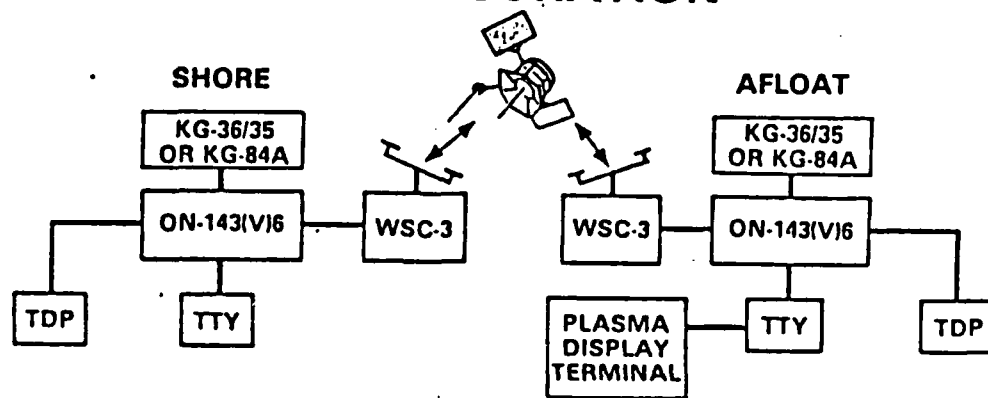 SHORE
KG-36/35
OR KG-84A
ON-143(V)6
WSC-3
TDP
TTY
AFLOAT
KG-36/35
OR KG-84A
WSC-3
ON-143(V)6
PLASMA
DISPLAY
TERMINAL
TTY
TDP